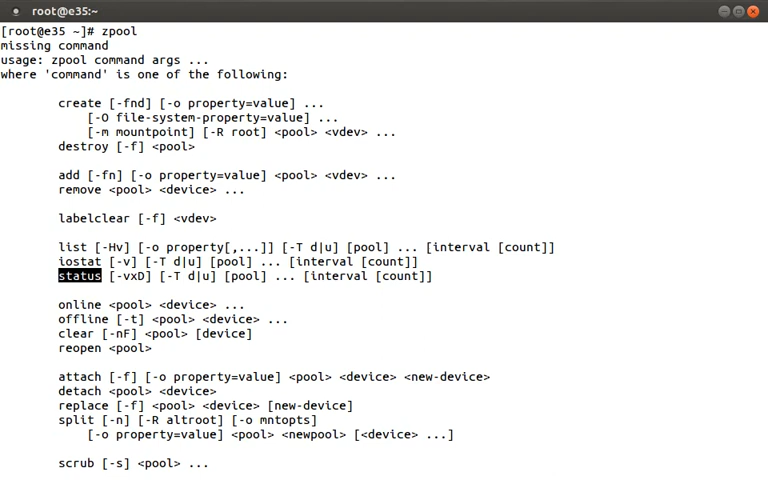 root@e35:~
[root@e35 ~]# zpool
missing command
usage: zpool command args ...
where 'command' is one of the following:
create [-fnd] [-o property=value] ...
[-O file-system-property=value] ...
[-m mountpoint] [-R root] <pool> <vdev> ...
destroy [-f] <pool>
add [-fn] [-o property=value] <pool> <vdev> ...
remove <pool> <device> ...
labelclear [-f] <vdev>
list [-Hv] [-o property[,...]] [-T d|u] [pool] ... [interval [count]]
iostat [-v] [-T d|u] [pool] ... [interval [count]]
status [-vxD] [-T d|u] [pool] ... [interval [count]]
online <pool> <device> ...
offline [-t] <pool> <device> ...
clear [-nF] <pool> [device]
reopen <pool>
attach [-f] [-o property=value] <pool> <device> <new-device>
detach <pool> <device>
replace [-f] <pool> <device> [new-device]
split [-n] [-R altroot] [-o mntopts]
[-o property=value] <pool> <newpool> [<device> ...]
scrub [-s] <pool> ...